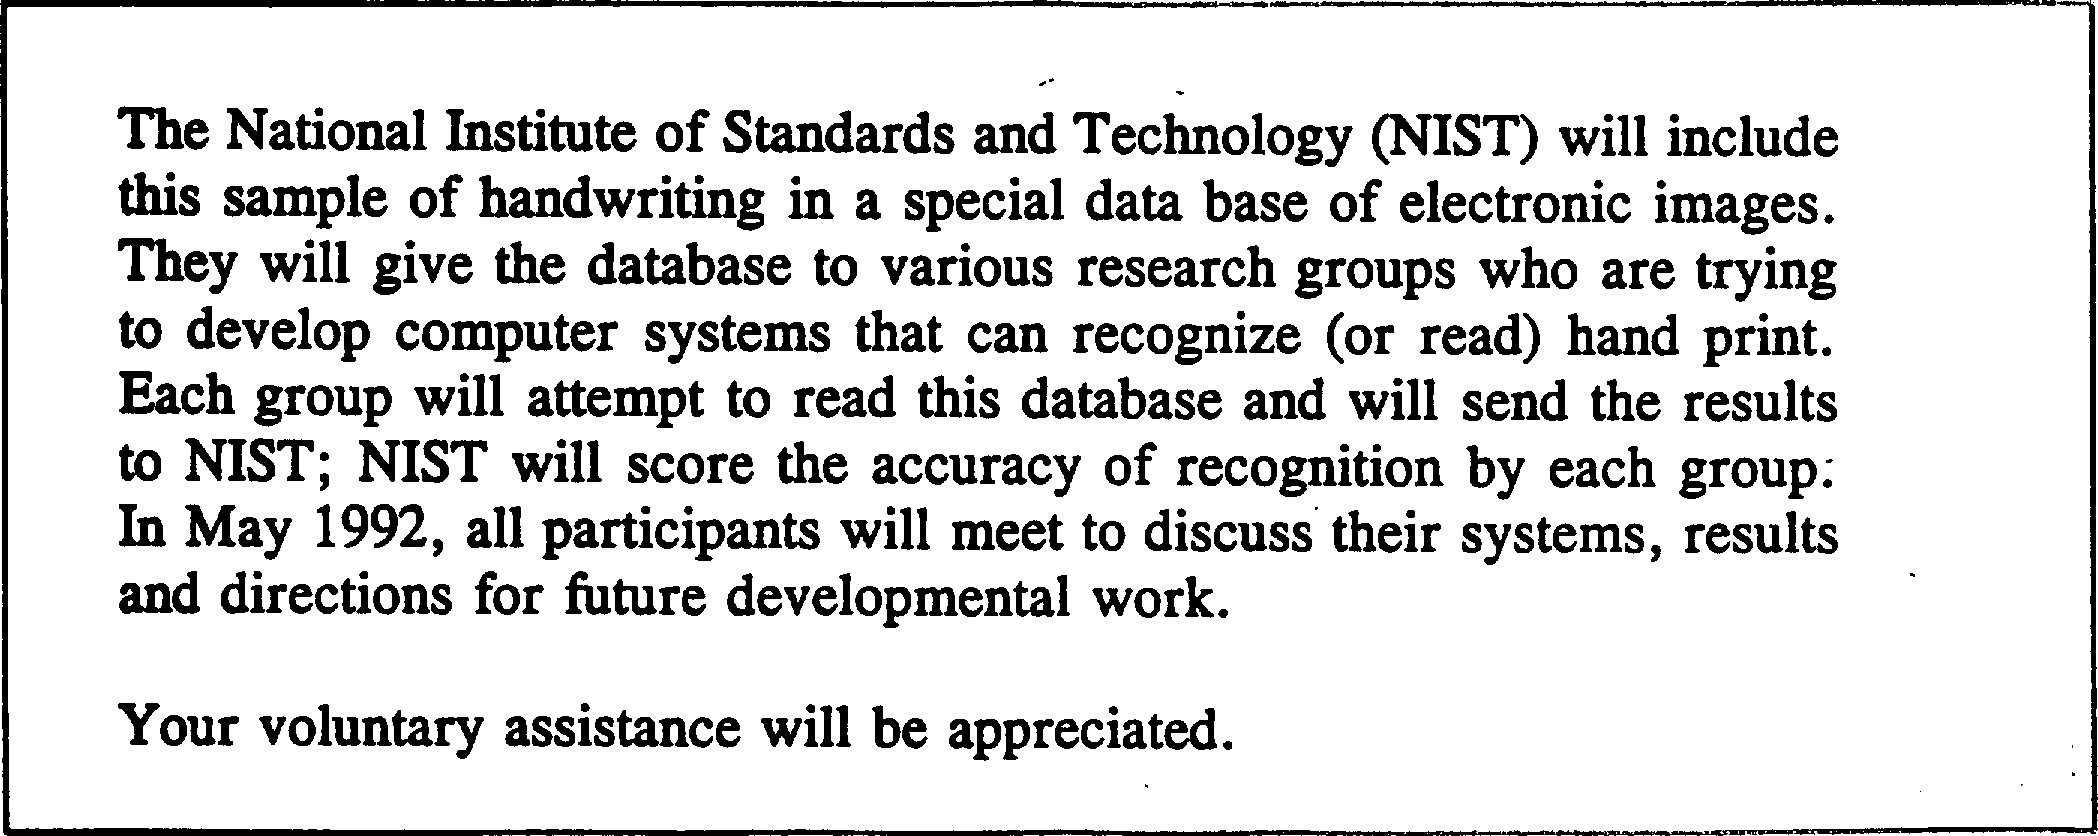 The National Institute of Standards and Technology (NIST) will include
this sample of handwriting in a special data base of electronic images.
They will give the database to various research groups who are trying
to develop computer systems that can recognize (or read) hand print.
Each group will attempt to read this database and will send the results
to NIST; NIST will score the accuracy of recognition by each group.
In May 1992, all participants will meet to discuss their systems, results
and directions for future developmental work.
Your voluntary assistance will be appreciated.